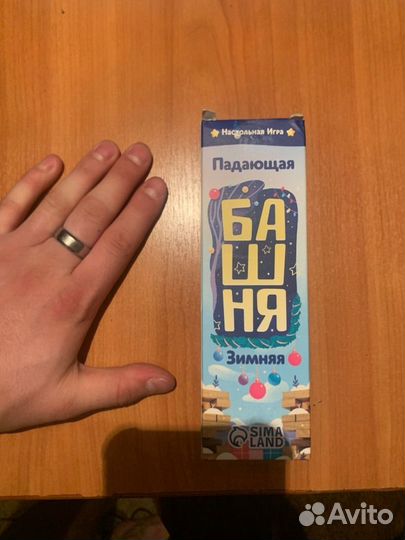 Настольная Игра
Падающая
БА
Ш
НЯ
Зимняя
SIMA
LAND
Avito